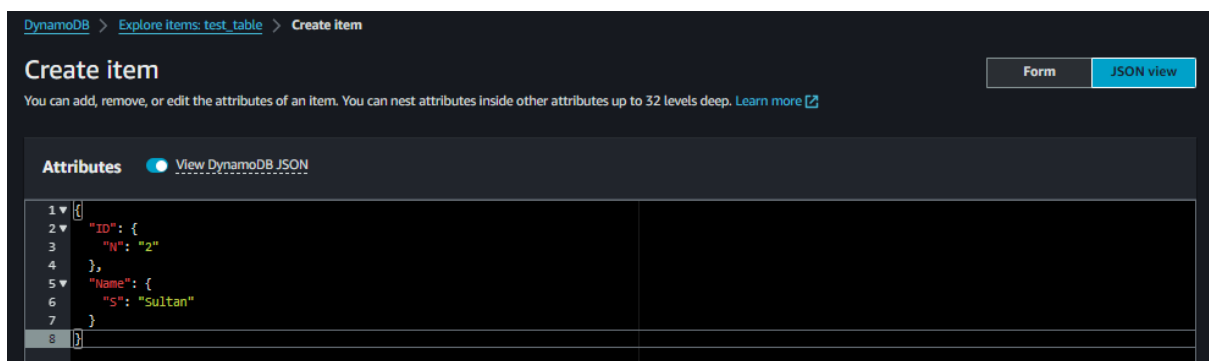 DynamoDB > Explore items: test_table > Create item
Create item
Form
JSON view
You can add, remove, or edit the attributes of an item. You can nest attributes inside other attributes up to 32 levels deep. Learn more
Attributes
View DynamoDB JSON
1 {
2 "ID": {
3 "N": "2"
4 },
5 "Name": {
6 "S": "Sultan"
7 }
8 }